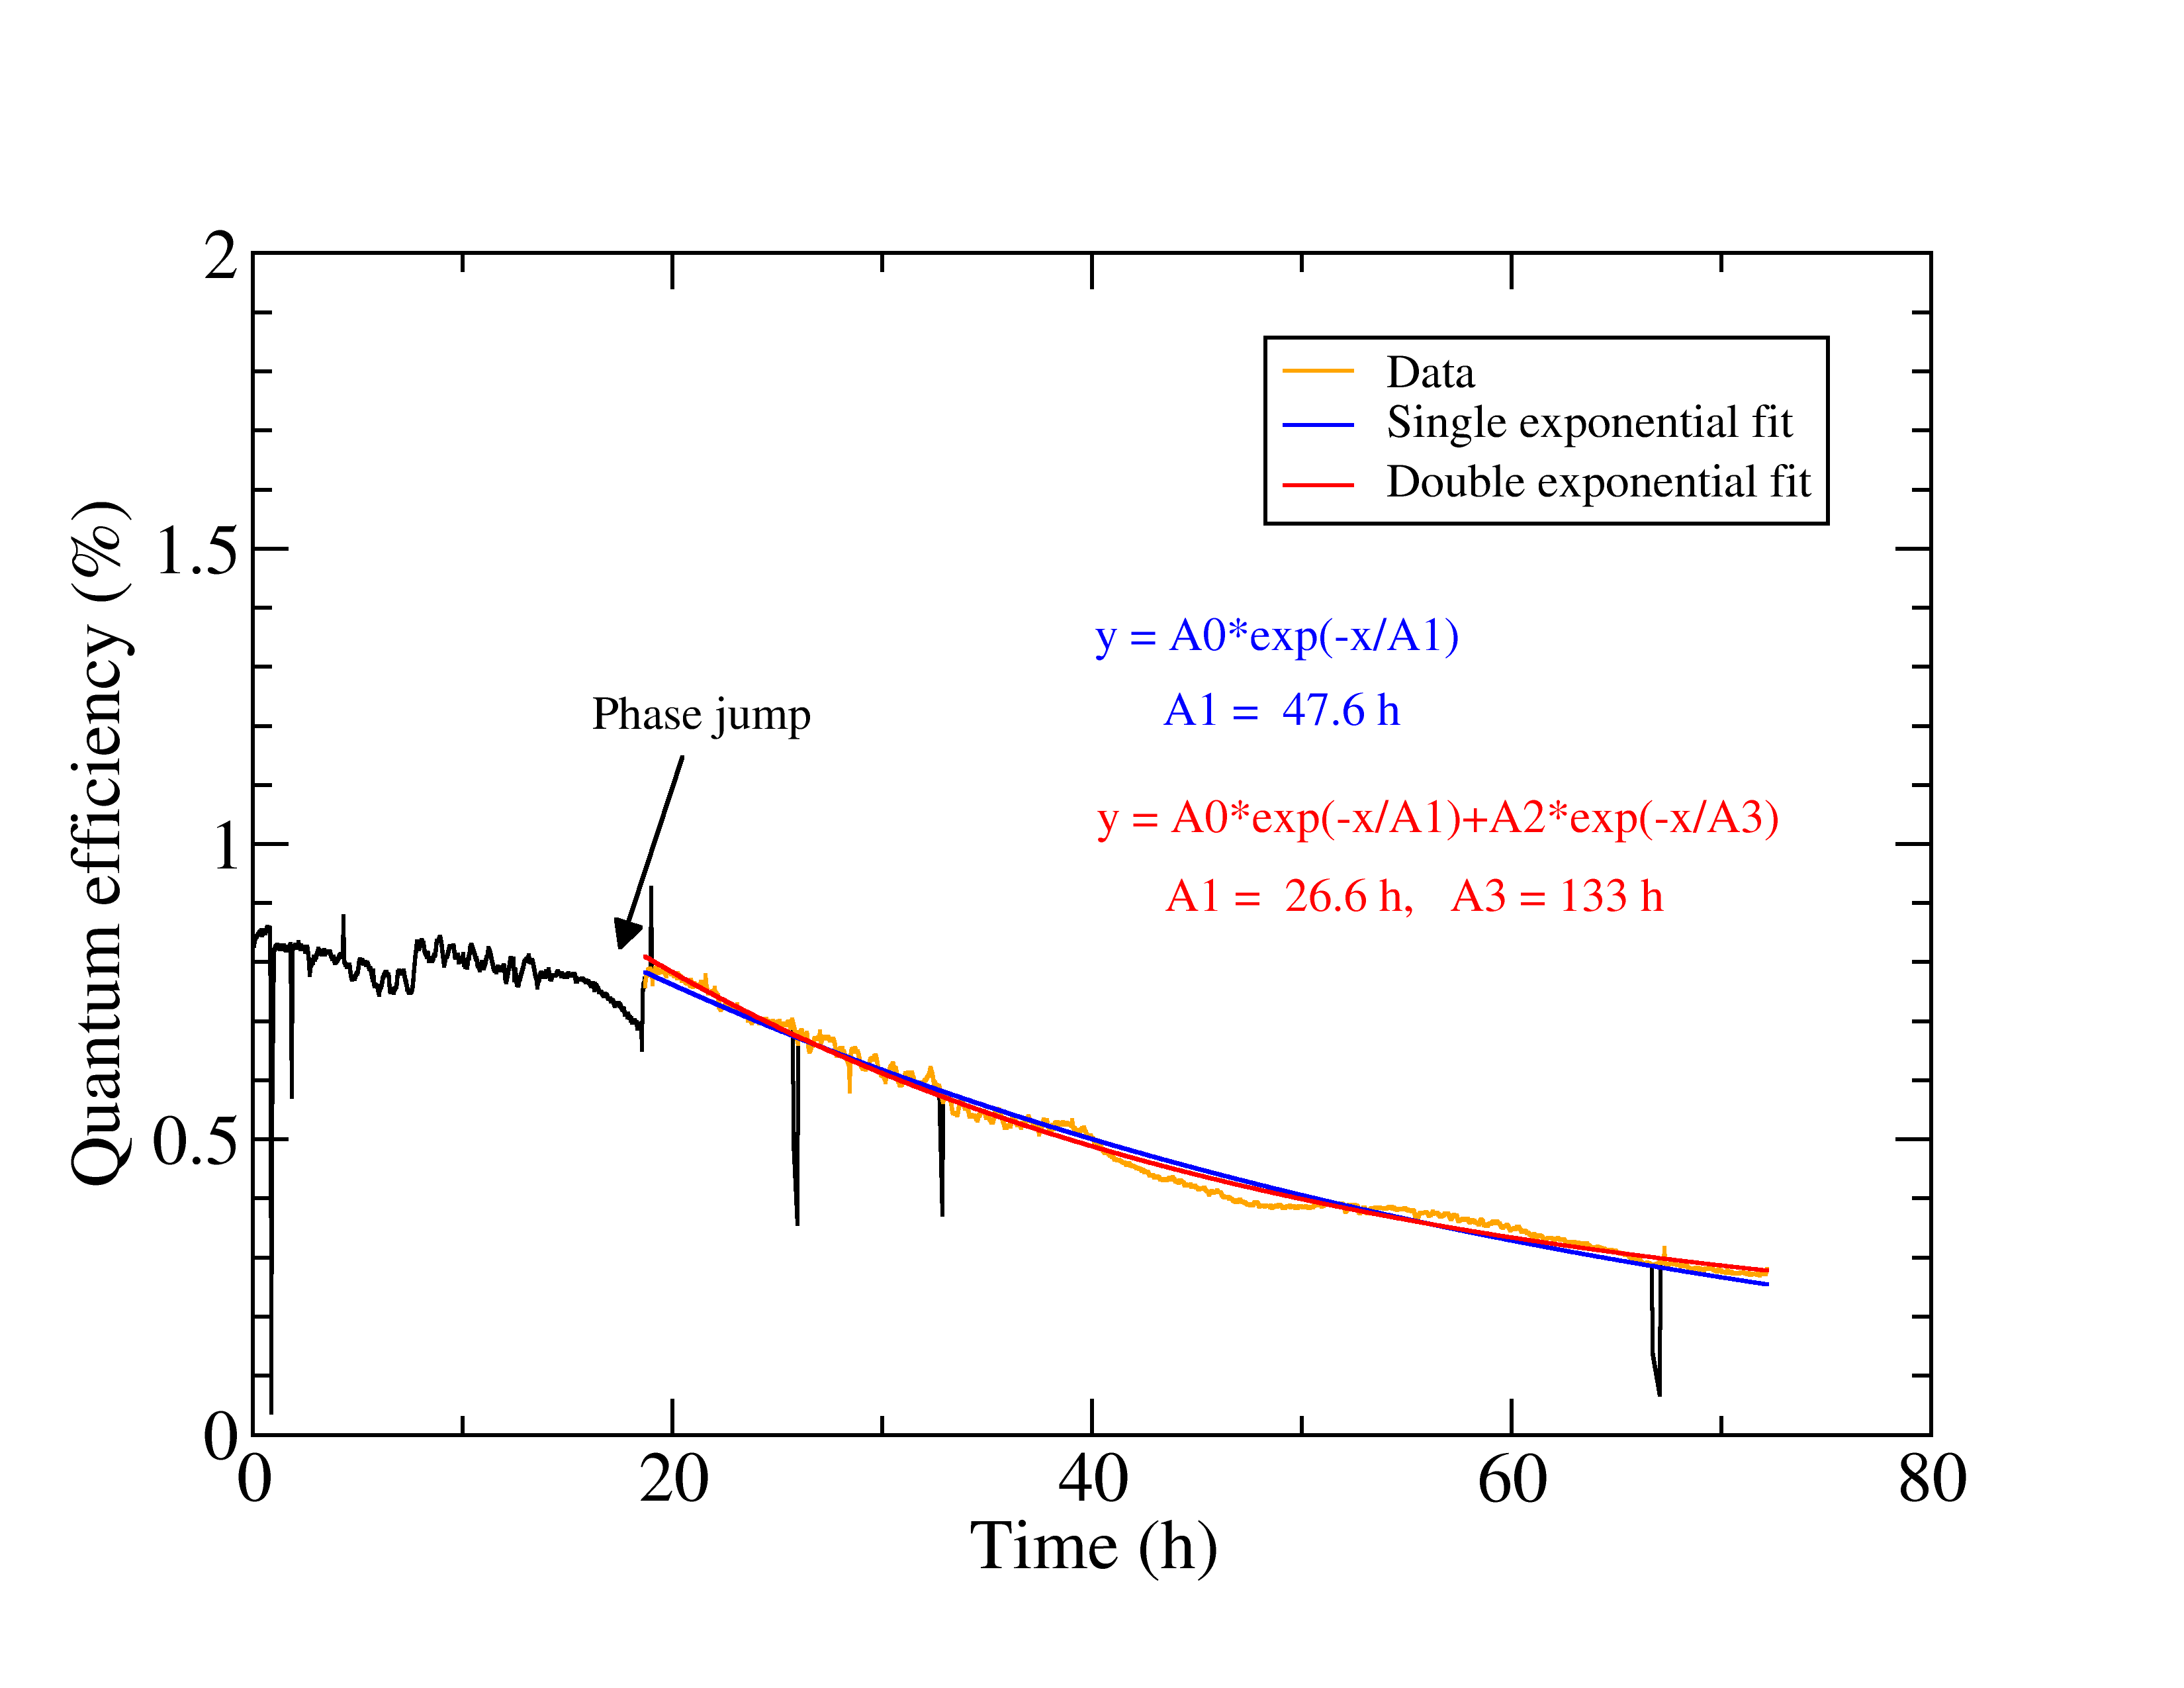 2
1.5
1
0.5
0
Quantum efficiency (%)
Data
Single exponential fit
Double exponential fit
y = A0*exp(-x/A1)
A1 = 47.6 h
Phase jump
y = A0*exp(-x/A1)+A2*exp(-x/A3)
A1 = 26.6 h, A3 = 133 h
0 20 40 60 80
Time (h)